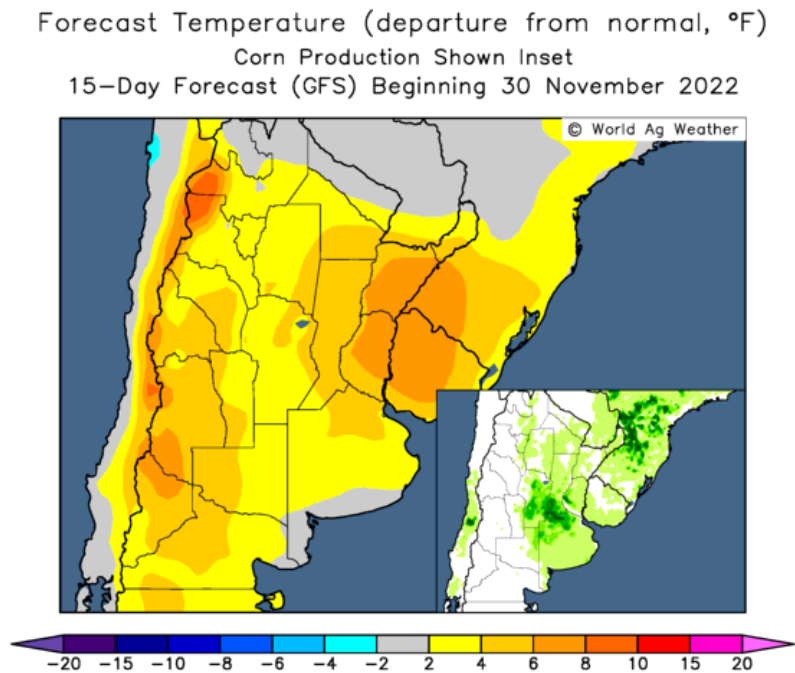 Forecast Temperature (departure from normal, °F)
Corn Production Shown Inset
15-Day Forecast (GFS) Beginning 30 November 2022
© World Ag Weather
-20 -15 -10 -8 -6 -4 -2 2 4 6 8 10 15 20